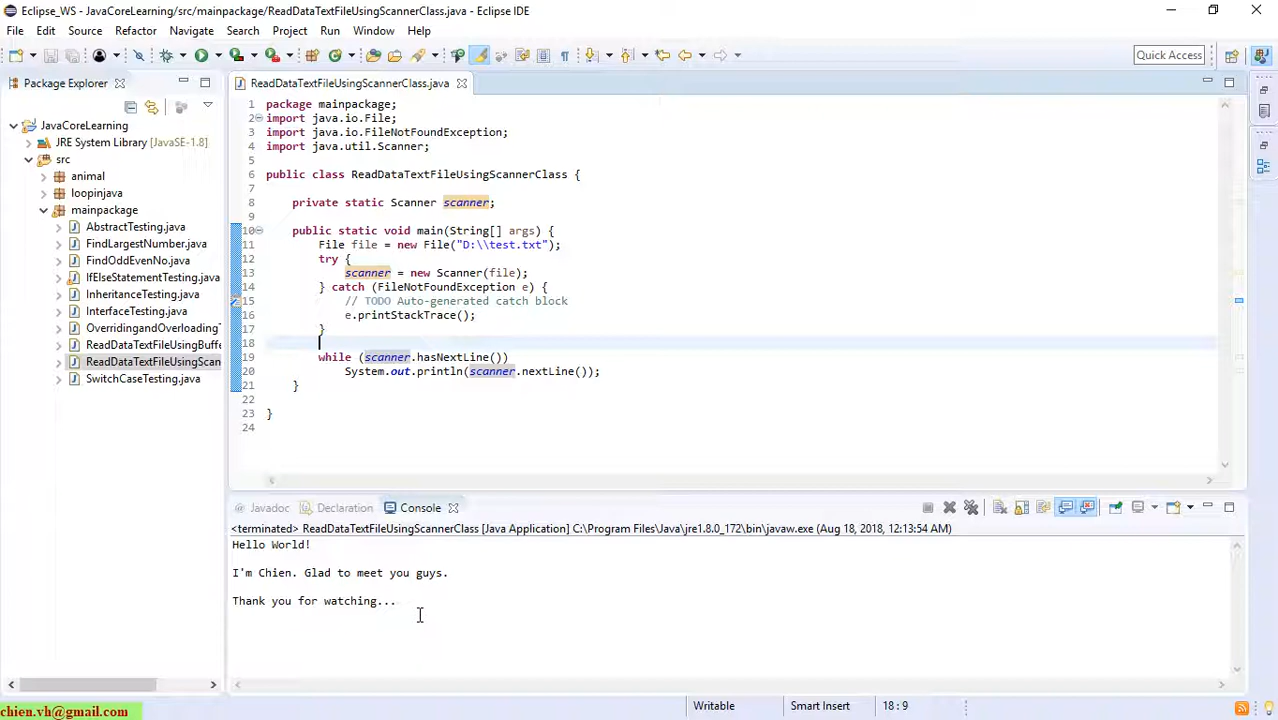 Eclipse_WS - JavaCoreLearning/src/mainpackage/ReadDataTextFileUsingScannerClass.java - Eclipse IDE
File Edit Source Refactor Navigate Search Project Run Window Help
Quick Access
Package Explorer
JavaCoreLearning
JRE System Library [JavaSE-1.8]
src
animal
loopinjava
mainpackage
AbstractTesting.java
FindLargestNumber.java
FindOddEvenNo.java
IfElseStatementTesting.java
InheritanceTesting.java
InterfaceTesting.java
OverridingandOverloading
ReadDataTextFileUsingBuffe
ReadDataTextFileUsingScan
SwitchCaseTesting.java
ReadDataTextFileUsingScannerClass.java
1 package mainpackage;
2 import java.io.File;
3 import java.io.FileNotFoundException;
4 import java.util.Scanner;
5
6 public class ReadDataTextFileUsingScannerClass {
7
8 private static Scanner scanner;
9
10 public static void main(String[] args) {
11 File file = new File("D:\\test.txt");
12 try {
13 scanner = new Scanner(file);
14 } catch (FileNotFoundException e) {
15 // TODO Auto-generated catch block
16 e.printStackTrace();
17 }
18
19 while (scanner.hasNextLine())
20 System.out.println(scanner.nextLine());
21 }
22
23 }
24
Javadoc Declaration Console
<terminated> ReadDataTextFileUsingScannerClass [Java Application] C:\Program Files\Java\jre1.8.0_172\bin\javaw.exe (Aug 18, 2018, 12:13:54 AM)
Hello World!
I'm Chien. Glad to meet you guys.
Thank you for watching...
Writable Smart Insert 18 : 9
chien.vh@gmail.com